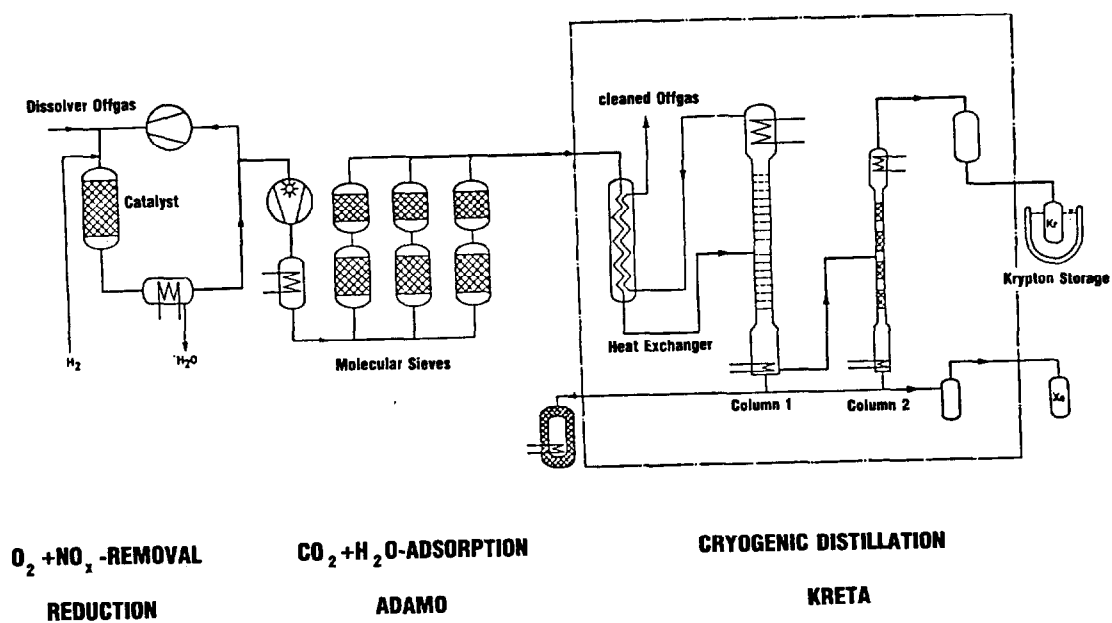 Dissolver Offgas
cleaned Offgas
Catalyst
Kr
Krypton Storage
H₂
H₂O
Molecular Sieves
Heat Exchanger
Column 1
Column 2
Xe
O₂ +NOₓ -REMOVAL
REDUCTION
CO₂+H₂O-ADSORPTION
ADAMO
CRYOGENIC DISTILLATION
KRETA